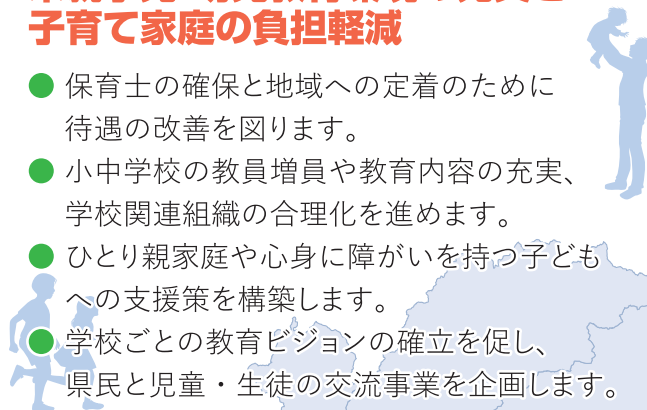 子育て家庭の負担軽減
● 保育士の確保と地域への定着のために
待遇の改善を図ります。
● 小中学校の教員増員や教育内容の充実、
学校関連組織の合理化を進めます。
● ひとり親家庭や心身に障がいを持つ子ども
への支援策を構築します。
● 学校ごとの教育ビジョンの確立を促し、
県民と児童・生徒の交流事業を企画します。